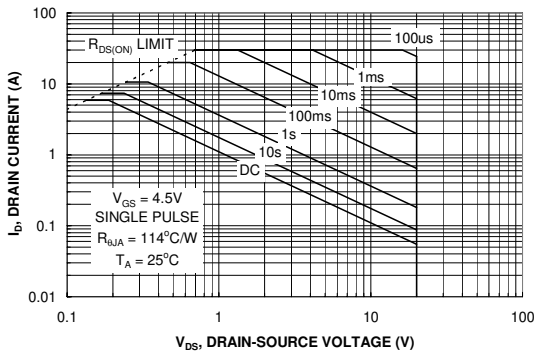 100
10
1
0.1
0.01
0.1
1
10
100
I_D, DRAIN CURRENT (A)
V_DS, DRAIN-SOURCE VOLTAGE (V)
R_DS(ON) LIMIT
100us
1ms
10ms
100ms
1s
10s
DC
V_GS = 4.5V
SINGLE PULSE
R_θJA = 114°C/W
T_A = 25°C